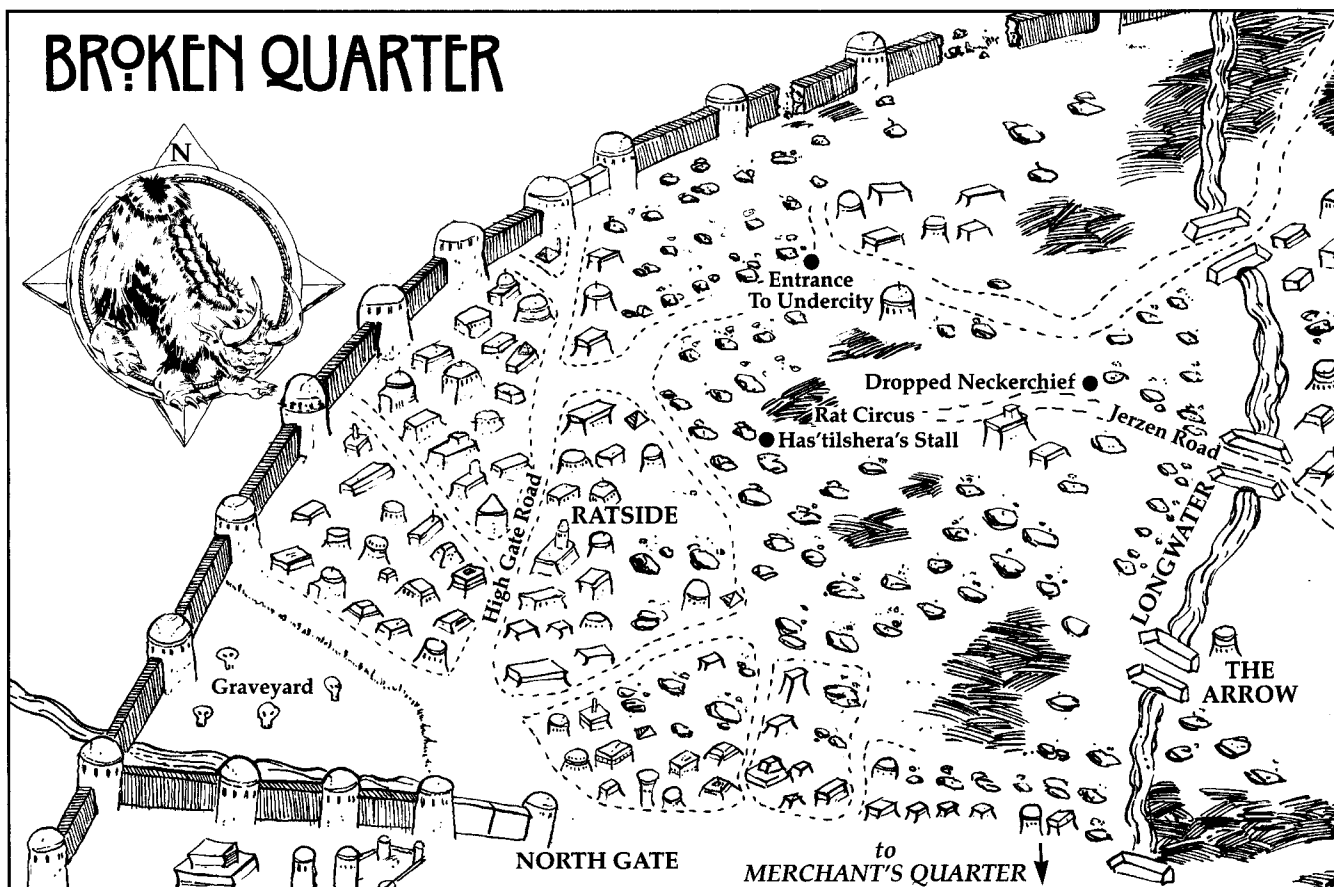 BROKEN QUARTER
N
Entrance
To Undercity
Dropped Neckerchief
Rat Circus
Jerzen Road
Has'tilshera's Stall
High Gate Road
RATSIDE
LONGWATER
Graveyard
THE
ARROW
NORTH GATE
to
MERCHANT'S QUARTER